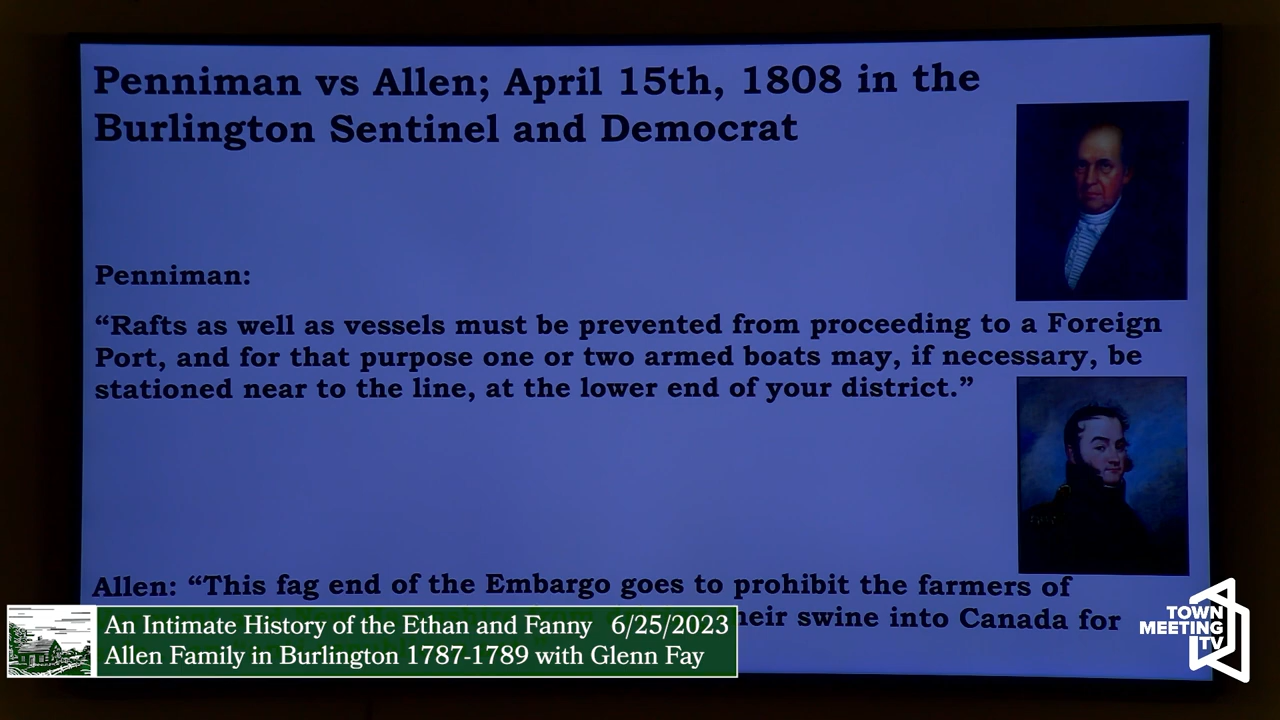 Penniman vs Allen; April 15th, 1808 in the
Burlington Sentinel and Democrat
Penniman:
“Rafts as well as vessels must be prevented from proceeding to a Foreign
Port, and for that purpose one or two armed boats may, if necessary, be
stationed near to the line, at the lower end of your district.”
Allen: “This fag end of the Embargo goes to prohibit the farmers of
swine into Canada for
An Intimate History of the Ethan and Fanny 6/25/2023
Allen Family in Burlington 1787-1789 with Glenn Fay
TOWN
MEETING
TV